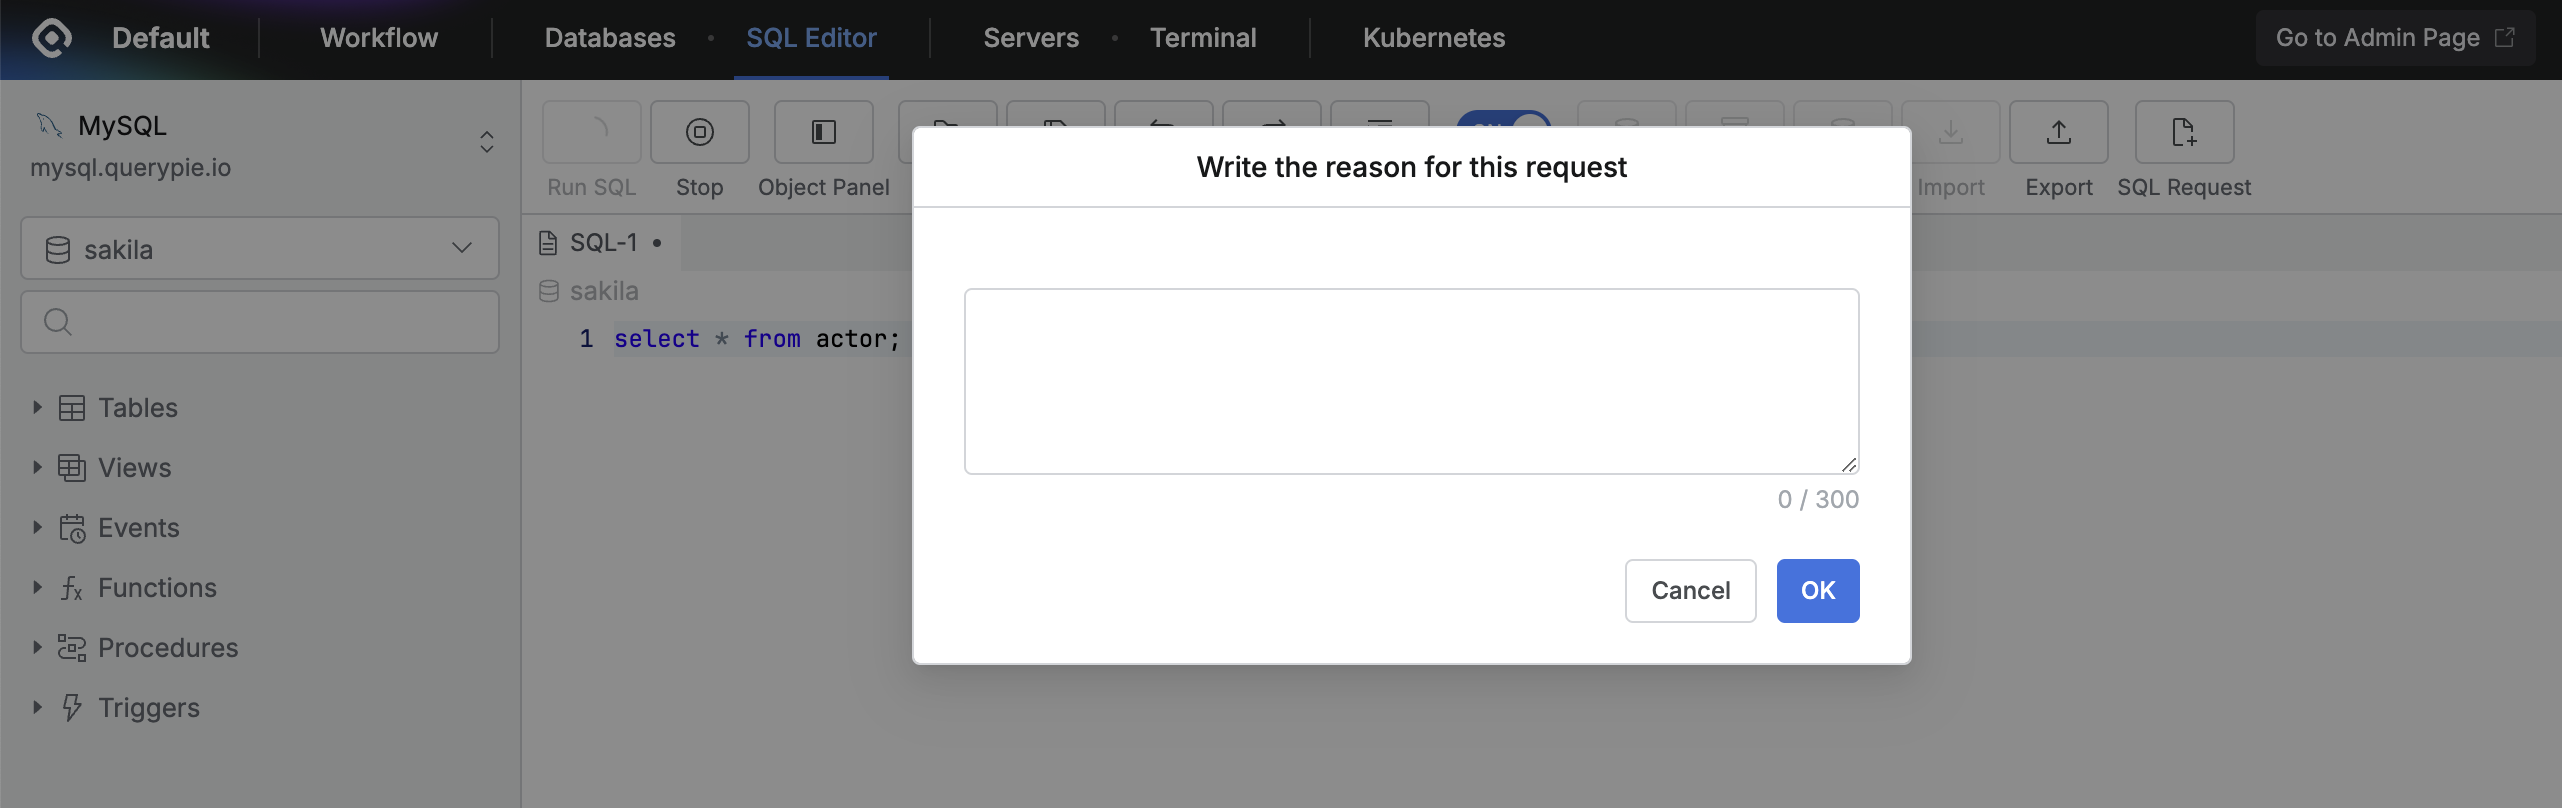 Default
Workflow
Databases
SQL Editor
Servers
Terminal
Kubernetes
Go to Admin Page
MySQL
mysql.querypie.io
sakila
Tables
Views
Events
Functions
Procedures
Triggers
Run SQL
Stop
Object Panel
Import
Export
SQL Request
SQL-1
sakila
1 select * from actor;
Write the reason for this request
0 / 300
Cancel
OK